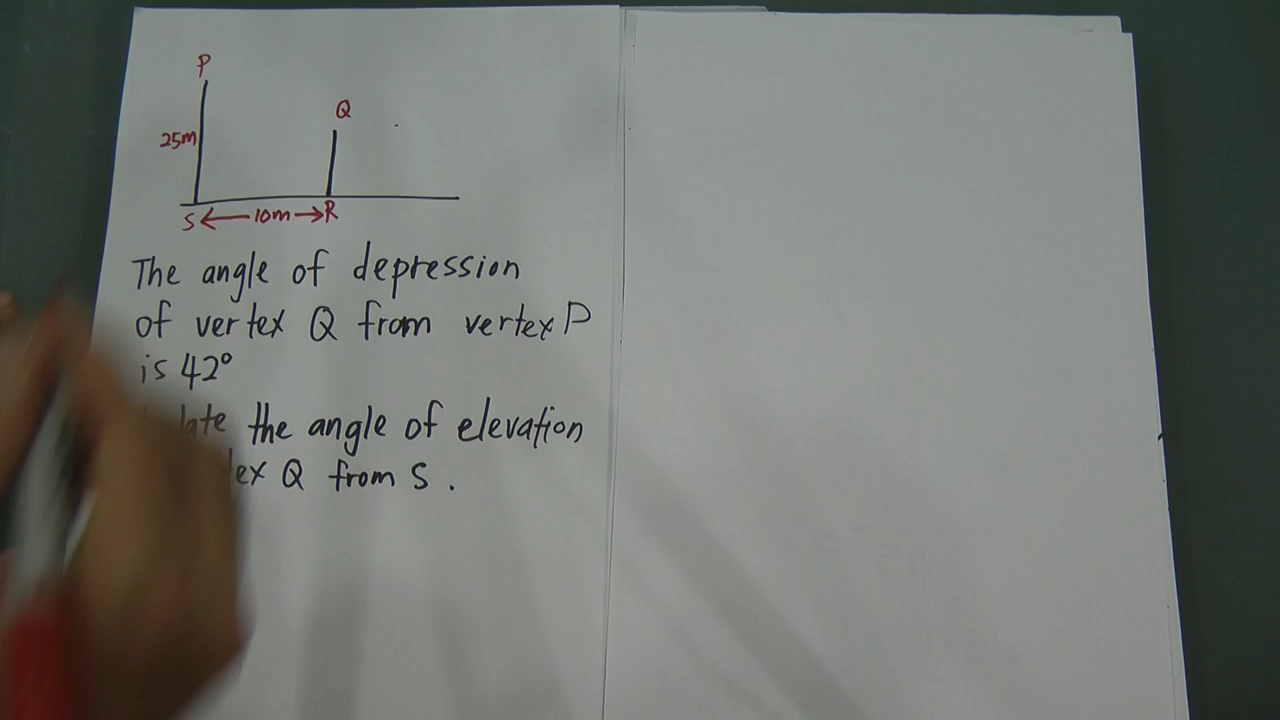 P
Q
25m
S
10m
R
The angle of depression
of vertex Q from vertex P
is 42°
the angle of elevation
Q from S.